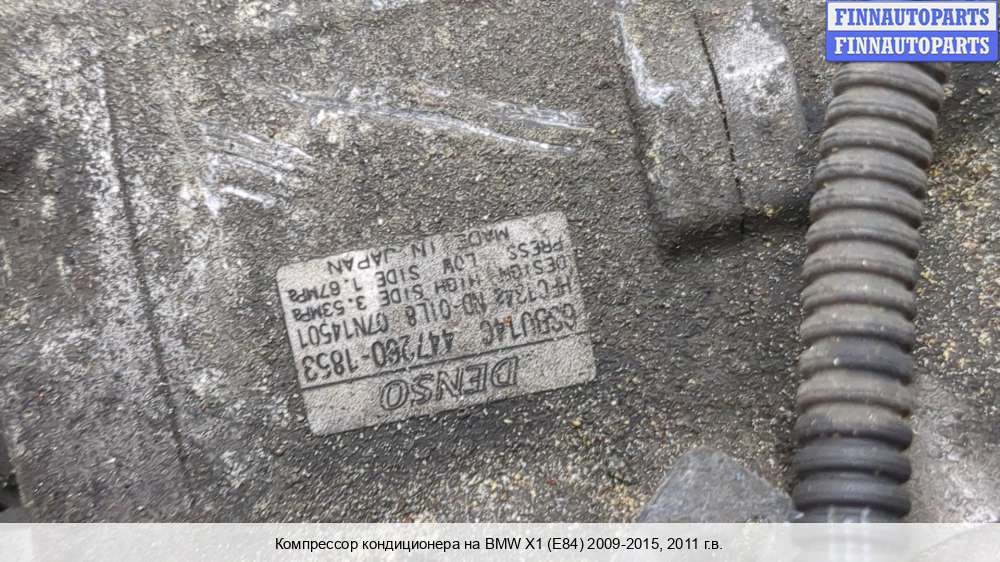 FINNAUTOPARTS
FINNAUTOPARTS
DENSO
6SBU14C 447260-1853
HFC134a ND-OIL8 07N14501
DESIGN HIGH SIDE 3.53MPa
PRESS LOW SIDE 1.67MPa
MADE IN JAPAN
Компрессор кондиционера на BMW X1 (E84) 2009-2015, 2011 г.в.